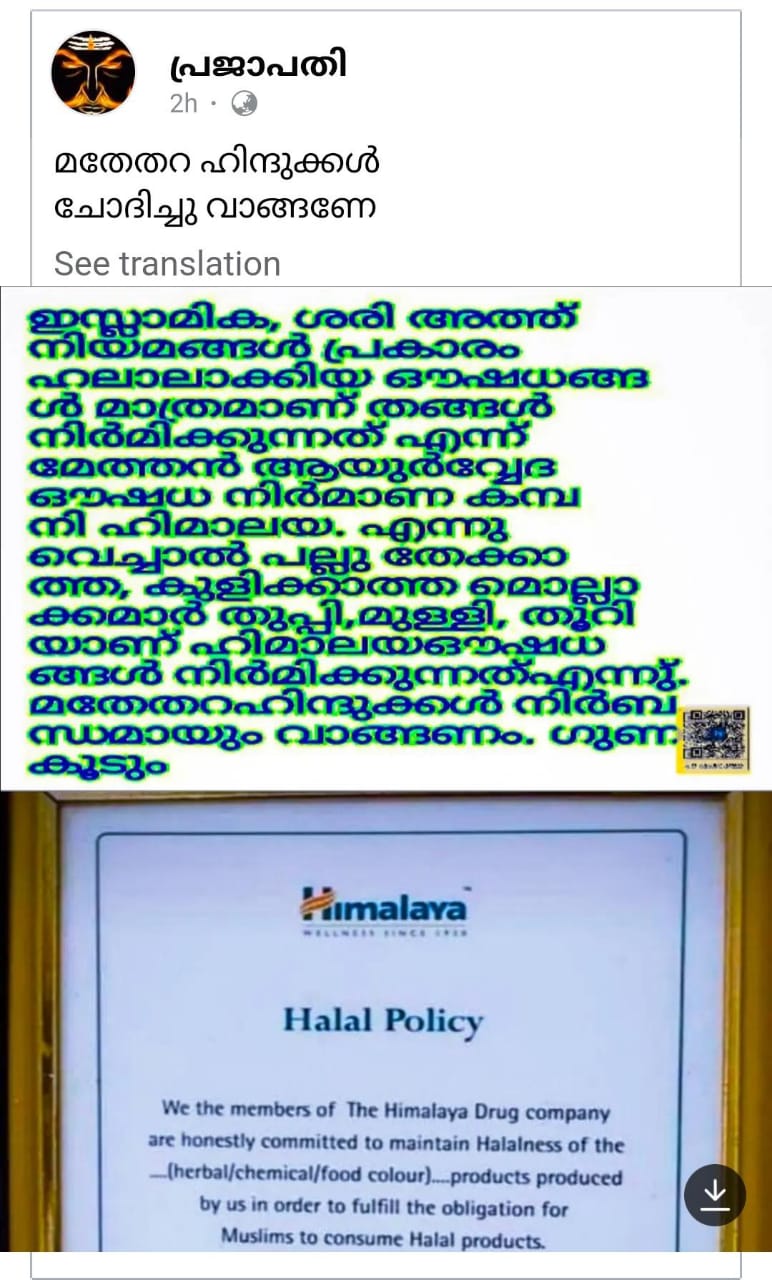 പ്രജാപതി
2h ·
മതേതറ ഹിന്ദുക്കൾ
ചോദിച്ചു വാങ്ങണേ
See translation
ഇസ്ലാമിക, ശരി അത്ത്
നിയമങ്ങൾ പ്രകാരം
ഹലാലാക്കിയ ഔഷധങ്ങ
ൾ മാത്രമാണ് തങ്ങൾ
നിർമിക്കുന്നത് എന്ന്
മേത്തൻ ആയുർവ്വേദ
ഔഷധ നിർമാണ കമ്പ
നി ഹിമാലയ. എന്നു
വെച്ചാൽ പല്ലു തേക്കാ
ത്ത, കുളിക്കാത്ത മൊല്ലാ
ക്കമാർ തുപ്പി,മുള്ളി, തൂറി
യാണ് ഹിമാലയഔഷധ
ങ്ങൾ നിർമിക്കുന്നത്എന്നു്.
മതേതറഹിന്ദുക്കൾ നിർബ
ന്ധമായും വാങ്ങണം. ഗുണ
കൂടും
Himalaya
WELLNESS SINCE 1930
Halal Policy
We the members of The Himalaya Drug company
are honestly committed to maintain Halalness of the
...(herbal/chemical/food colour)....products produced
by us in order to fulfill the obligation for
Muslims to consume Halal products.